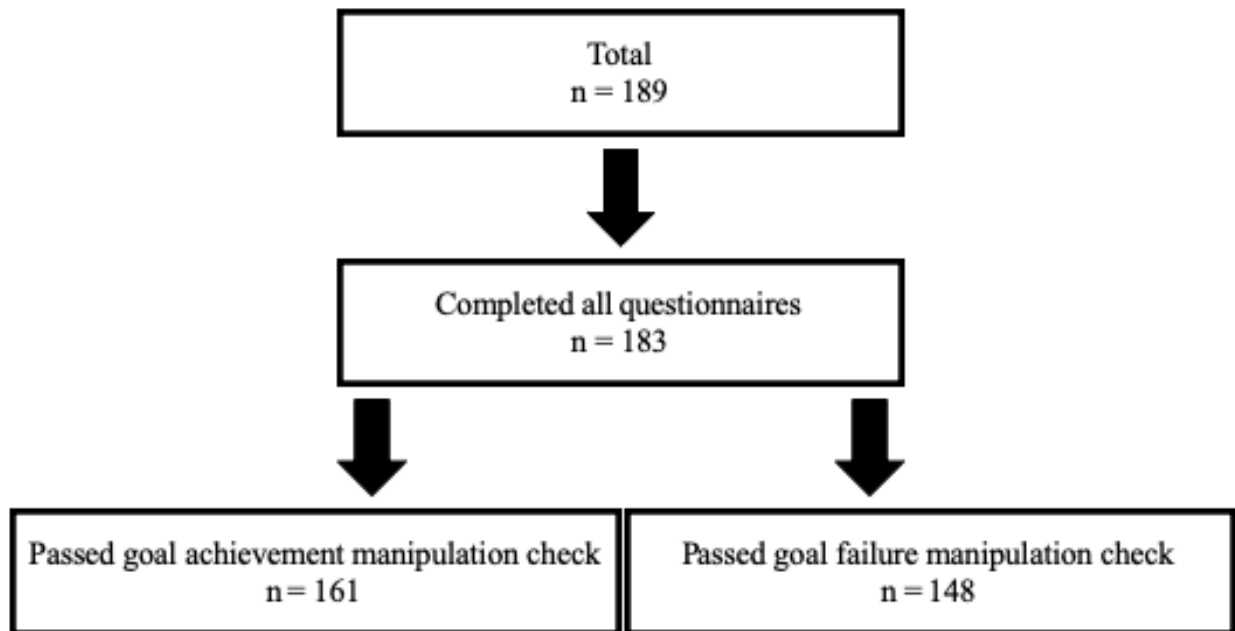 Total
n = 189
Completed all questionnaires
n = 183
Passed goal achievement manipulation check
n = 161
Passed goal failure manipulation check
n = 148